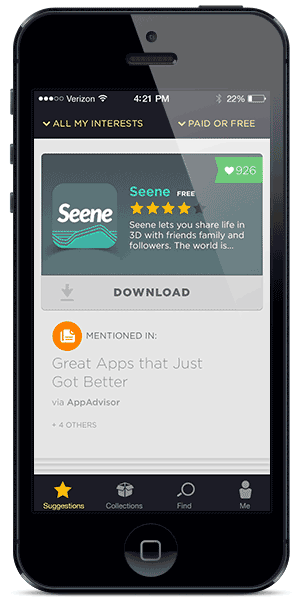 Verizon 4:21 PM 22%
ALL MY INTERESTS PAID OR FREE
926
Seene
Seene FREE
Seene lets you share life in
3D with friends family and
followers. The world is...
DOWNLOAD
MENTIONED IN:
Great Apps that Just
Got Better
via AppAdvisor
+ 4 OTHERS
Suggestions Collections Find Me